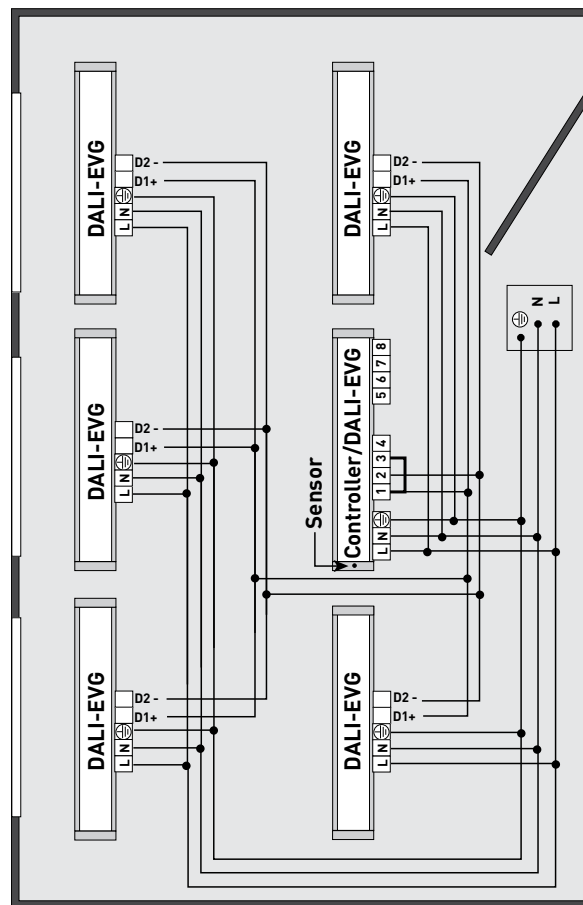 DALI-EVG
D2 -
D1+
N
L
DALI-EVG
D2 -
D1+
N
L
N
L
DALI-EVG
D2 -
D1+
N
L
Sensor
Controller/DALI-EVG
8
7
6
5
4
3
2
1
N
L
DALI-EVG
D2 -
D1+
N
L
DALI-EVG
D2 -
D1+
N
L